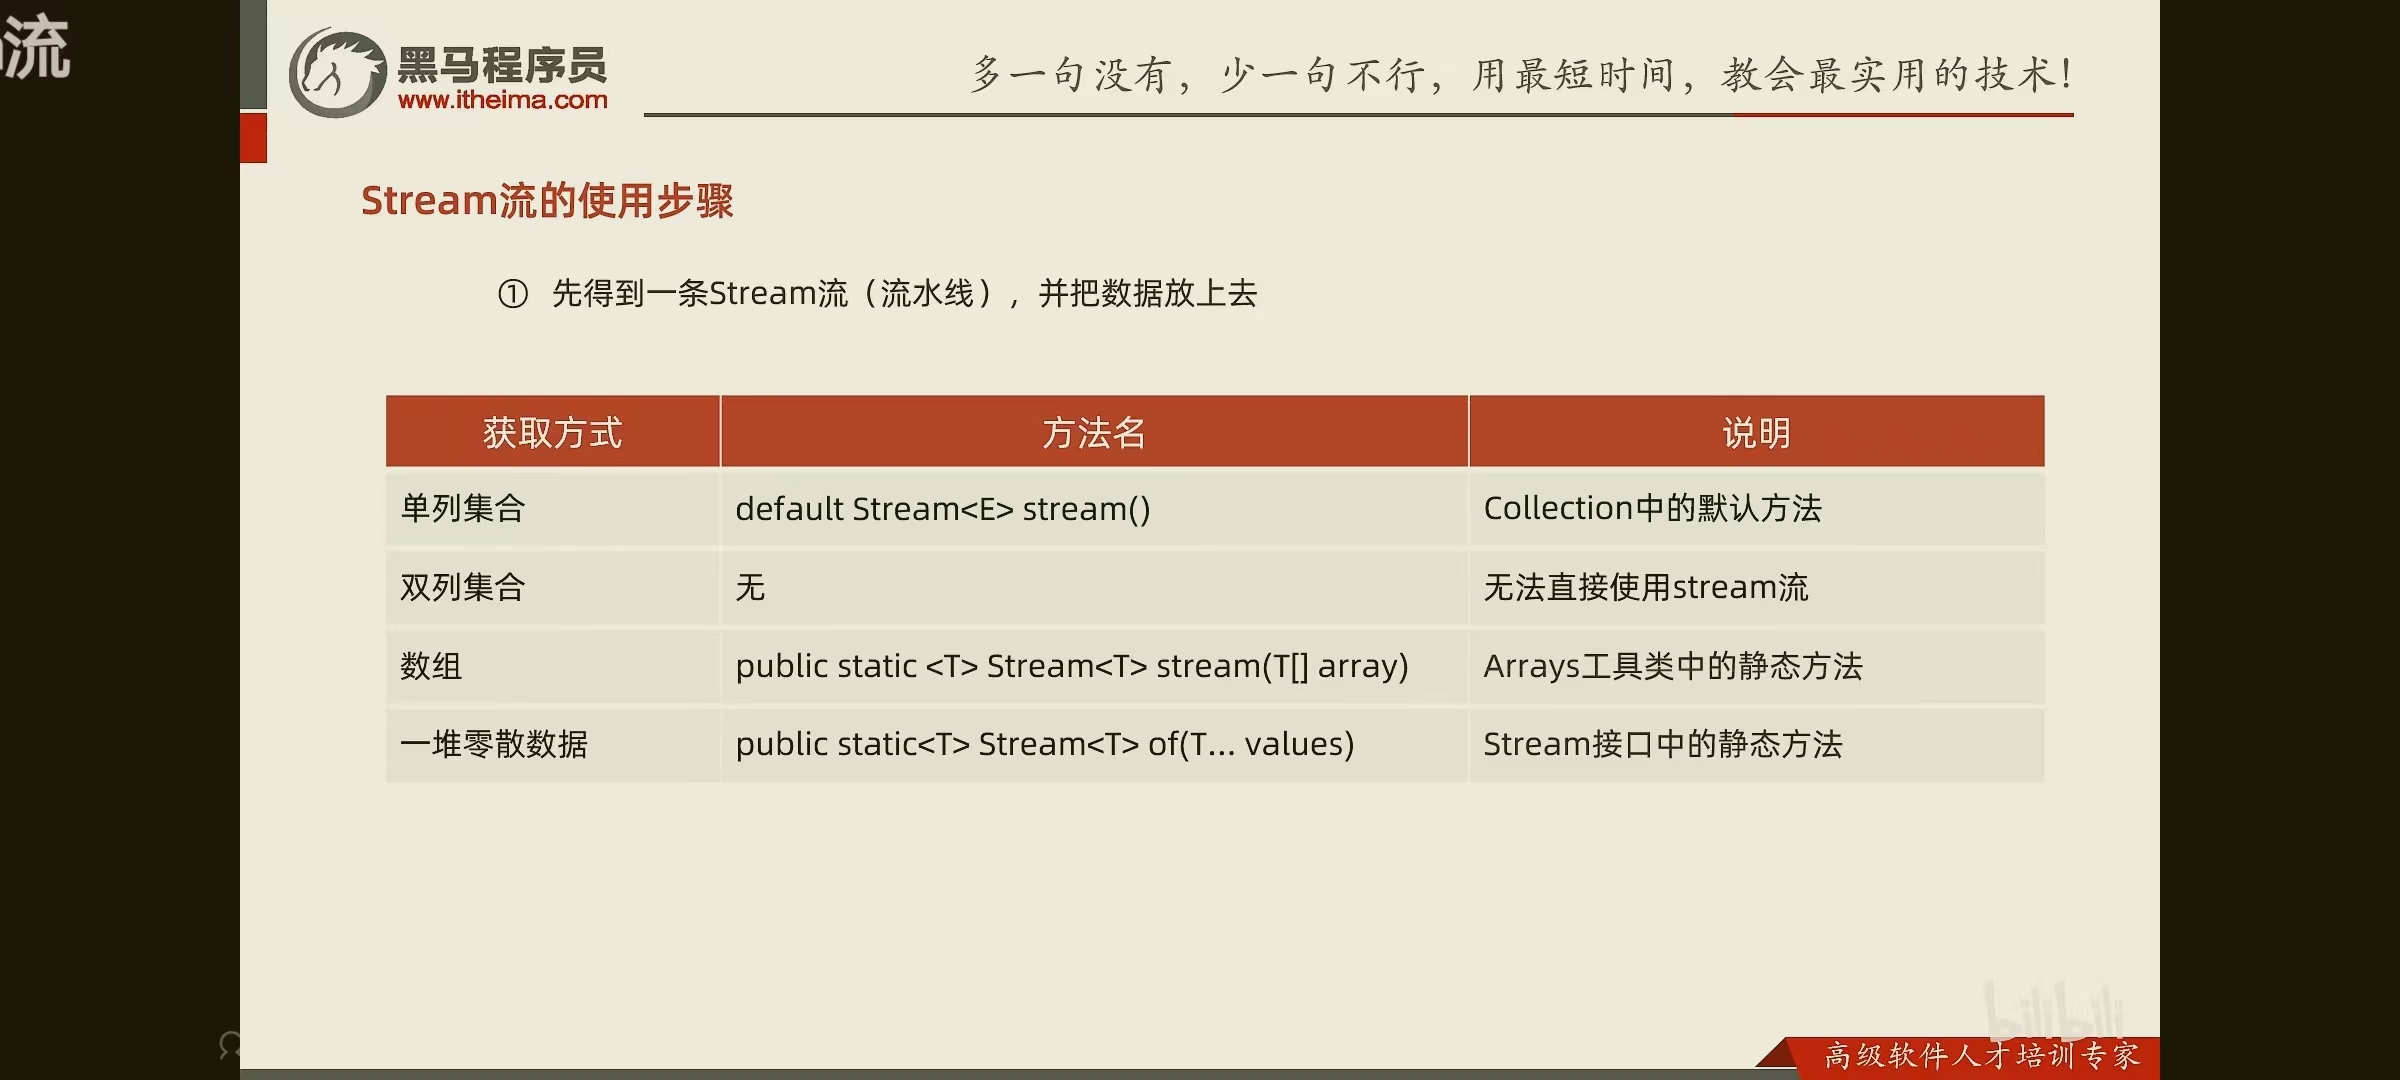 流
黑马程序员
www.itheima.com
多一句没有，少一句不行，用最短时间，教会最实用的技术！
Stream流的使用步骤
① 先得到一条Stream流（流水线），并把数据放上去
获取方式 方法名 说明
单列集合 default Stream<E> stream() Collection中的默认方法
双列集合 无 无法直接使用stream流
数组 public static <T> Stream<T> stream(T[] array) Arrays工具类中的静态方法
一堆零散数据 public static<T> Stream<T> of(T... values) Stream接口中的静态方法
bilibili
高级软件人才培训专家